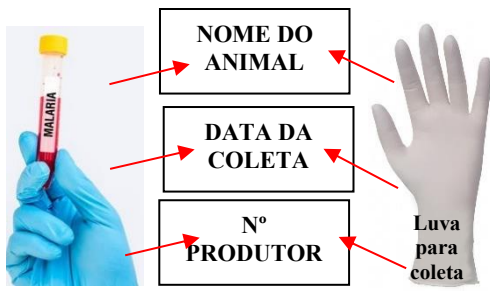 MALARIA
NOME DO
ANIMAL
DATA DA
COLETA
Nº
PRODUTOR
Luva
para
coleta